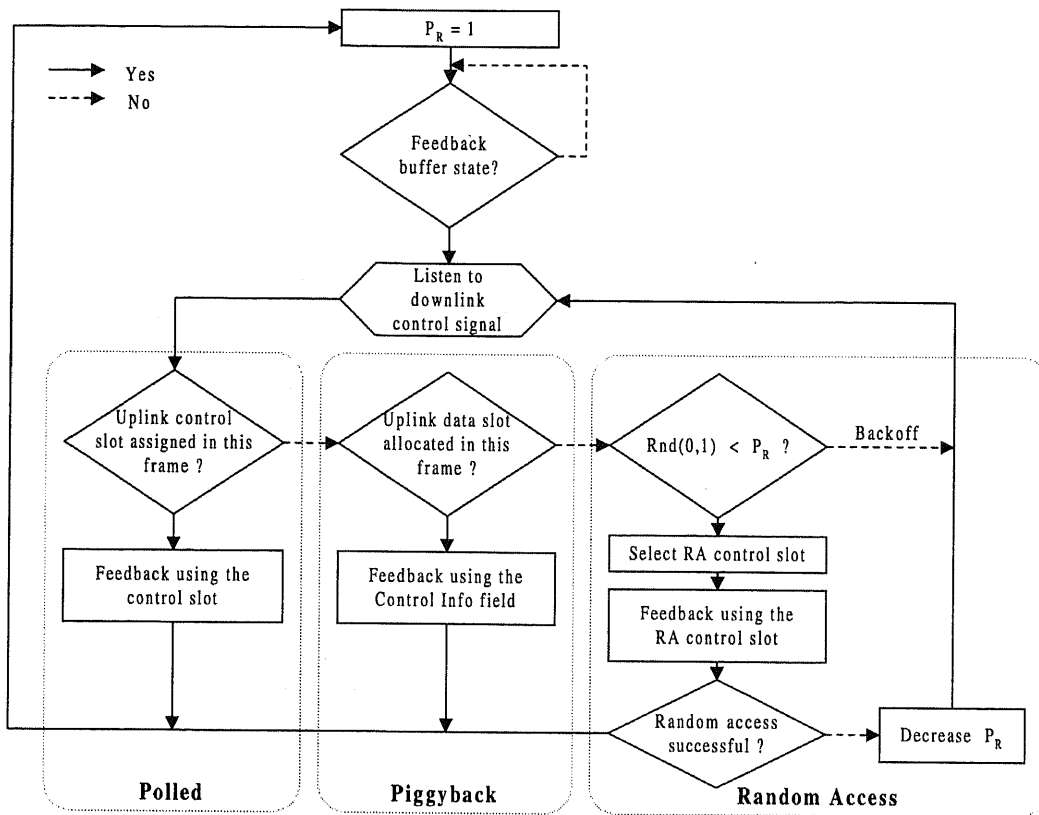 P_R = 1
Yes
No
Feedback
buffer state?
Listen to
downlink
control signal
Uplink control
slot assigned in this
frame ?
Uplink data slot
allocated in this
frame ?
Rnd(0,1) < P_R ?
Backoff
Feedback using the
control slot
Feedback using the
Control Info field
Select RA control slot
Feedback using the
RA control slot
Random access
successful ?
Decrease P_R
Polled
Piggyback
Random Access